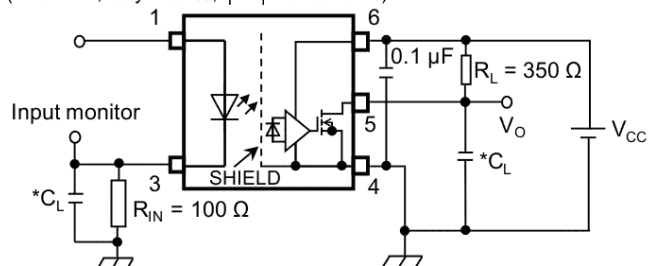 1
6
0.1 µF
R_L = 350 Ω
Input monitor
5
V_O
V_CC
*C_L
3
SHIELD
4
*C_L
R_IN = 100 Ω